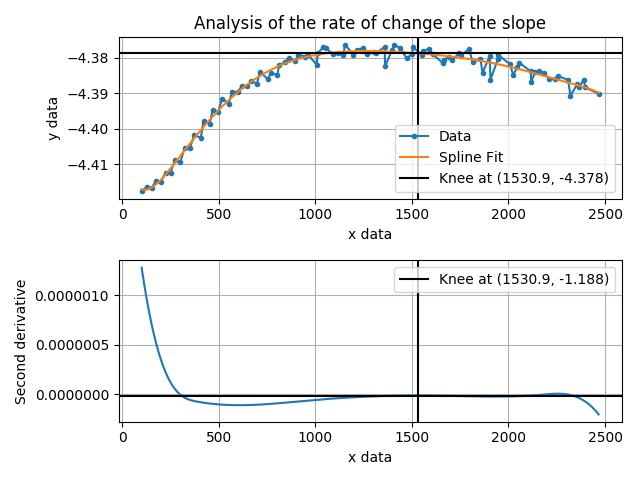 Analysis of the rate of change of the slope
−4.38
−4.39
−4.40
−4.41
y data
Data
Spline Fit
Knee at (1530.9, -4.378)
0 500 1000 1500 2000 2500
x data
Knee at (1530.9, -1.188)
0.0000010
0.0000005
0.0000000
Second derivative
0 500 1000 1500 2000 2500
x data